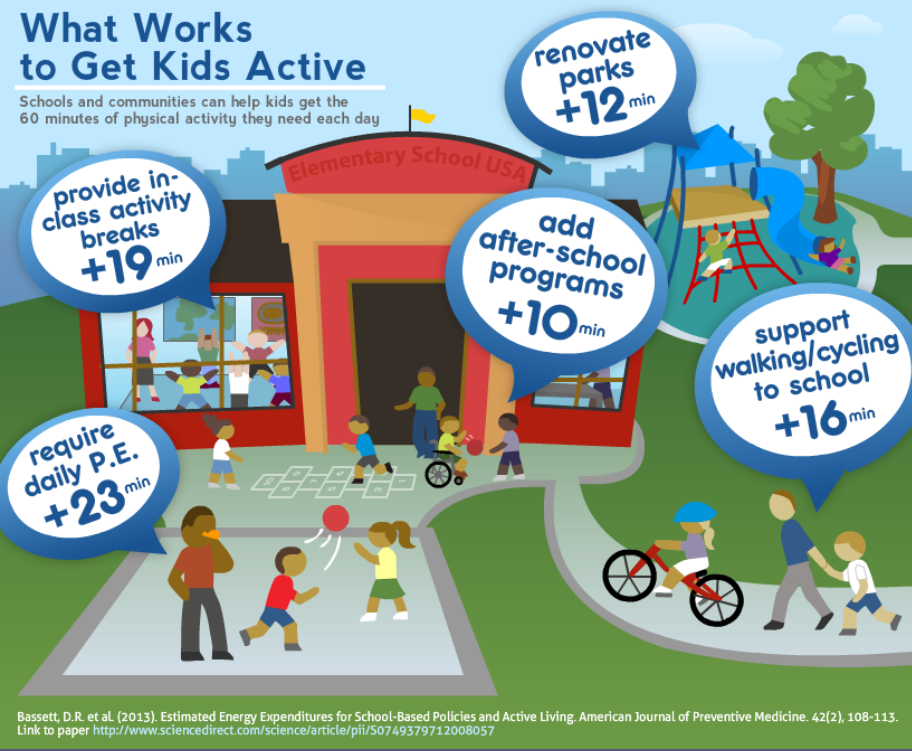 What Works
to Get Kids Active
Schools and communities can help kids get the
60 minutes of physical activity they need each day
renovate
parks
+12 min
Elementary School USA
provide in-
class activity
breaks
+19 min
add
after-school
programs
+10 min
support
walking/cycling
to school
+16 min
require
daily P.E.
+23 min
Bassett, D.R. et al. (2013). Estimated Energy Expenditures for School-Based Policies and Active Living. American Journal of Preventive Medicine. 42(2), 108-113.
Link to paper http://www.sciencedirect.com/science/article/pii/S0749379712008057